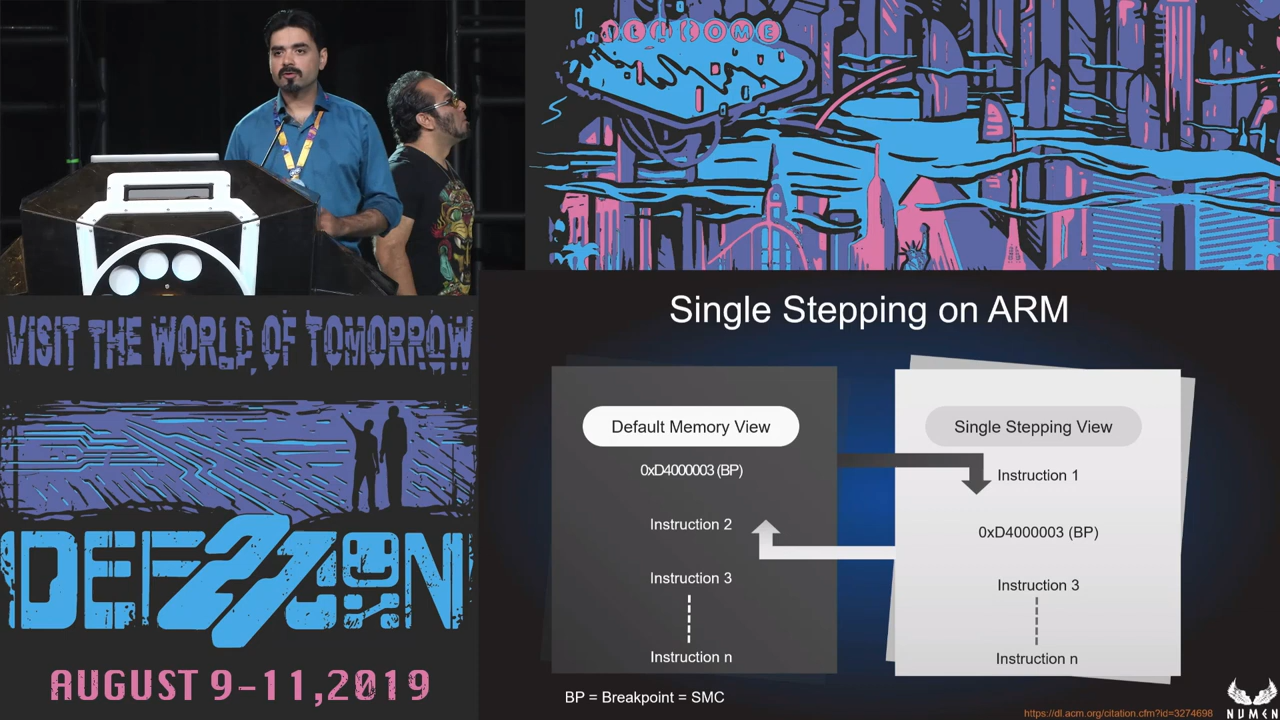 WELCOME
VISIT THE WORLD OF TOMORROW
DEF27CON
AUGUST 9-11,2019
Single Stepping on ARM
Default Memory View
0xD4000003 (BP)
Instruction 2
Instruction 3
Instruction n
Single Stepping View
Instruction 1
0xD4000003 (BP)
Instruction 3
Instruction n
BP = Breakpoint = SMC
https://dl.acm.org/citation.cfm?id=3274698
NUMEN